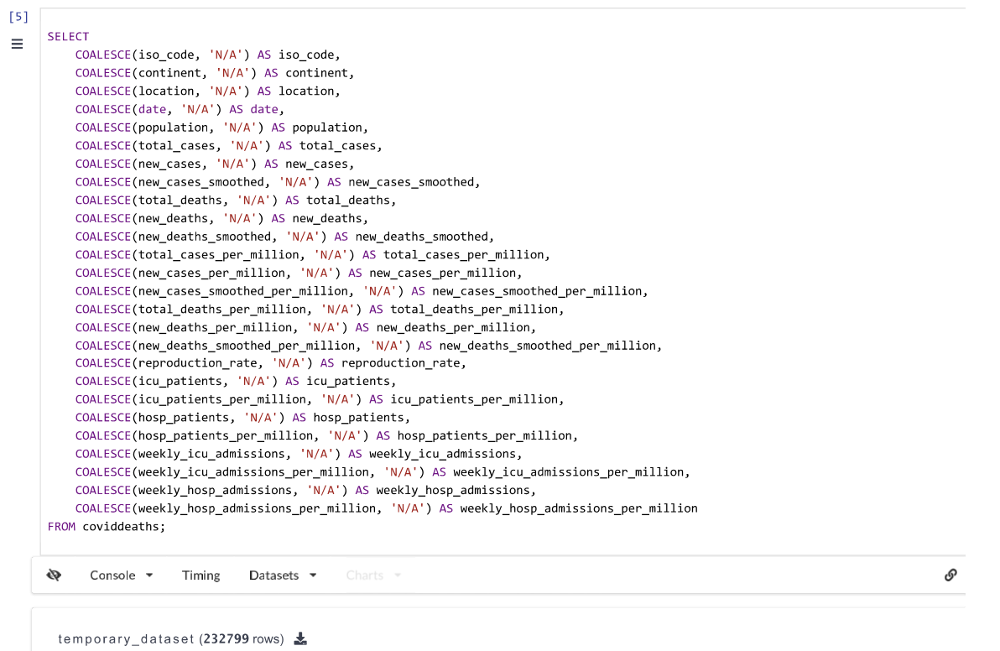 [5]
SELECT
COALESCE(iso_code, 'N/A') AS iso_code,
COALESCE(continent, 'N/A') AS continent,
COALESCE(location, 'N/A') AS location,
COALESCE(date, 'N/A') AS date,
COALESCE(population, 'N/A') AS population,
COALESCE(total_cases, 'N/A') AS total_cases,
COALESCE(new_cases, 'N/A') AS new_cases,
COALESCE(new_cases_smoothed, 'N/A') AS new_cases_smoothed,
COALESCE(total_deaths, 'N/A') AS total_deaths,
COALESCE(new_deaths, 'N/A') AS new_deaths,
COALESCE(new_deaths_smoothed, 'N/A') AS new_deaths_smoothed,
COALESCE(total_cases_per_million, 'N/A') AS total_cases_per_million,
COALESCE(new_cases_per_million, 'N/A') AS new_cases_per_million,
COALESCE(new_cases_smoothed_per_million, 'N/A') AS new_cases_smoothed_per_million,
COALESCE(total_deaths_per_million, 'N/A') AS total_deaths_per_million,
COALESCE(new_deaths_per_million, 'N/A') AS new_deaths_per_million,
COALESCE(new_deaths_smoothed_per_million, 'N/A') AS new_deaths_smoothed_per_million,
COALESCE(reproduction_rate, 'N/A') AS reproduction_rate,
COALESCE(icu_patients, 'N/A') AS icu_patients,
COALESCE(icu_patients_per_million, 'N/A') AS icu_patients_per_million,
COALESCE(hosp_patients, 'N/A') AS hosp_patients,
COALESCE(hosp_patients_per_million, 'N/A') AS hosp_patients_per_million,
COALESCE(weekly_icu_admissions, 'N/A') AS weekly_icu_admissions,
COALESCE(weekly_icu_admissions_per_million, 'N/A') AS weekly_icu_admissions_per_million,
COALESCE(weekly_hosp_admissions, 'N/A') AS weekly_hosp_admissions,
COALESCE(weekly_hosp_admissions_per_million, 'N/A') AS weekly_hosp_admissions_per_million
FROM coviddeaths;
Console Timing Datasets Charts
temporary_dataset (232799 rows)